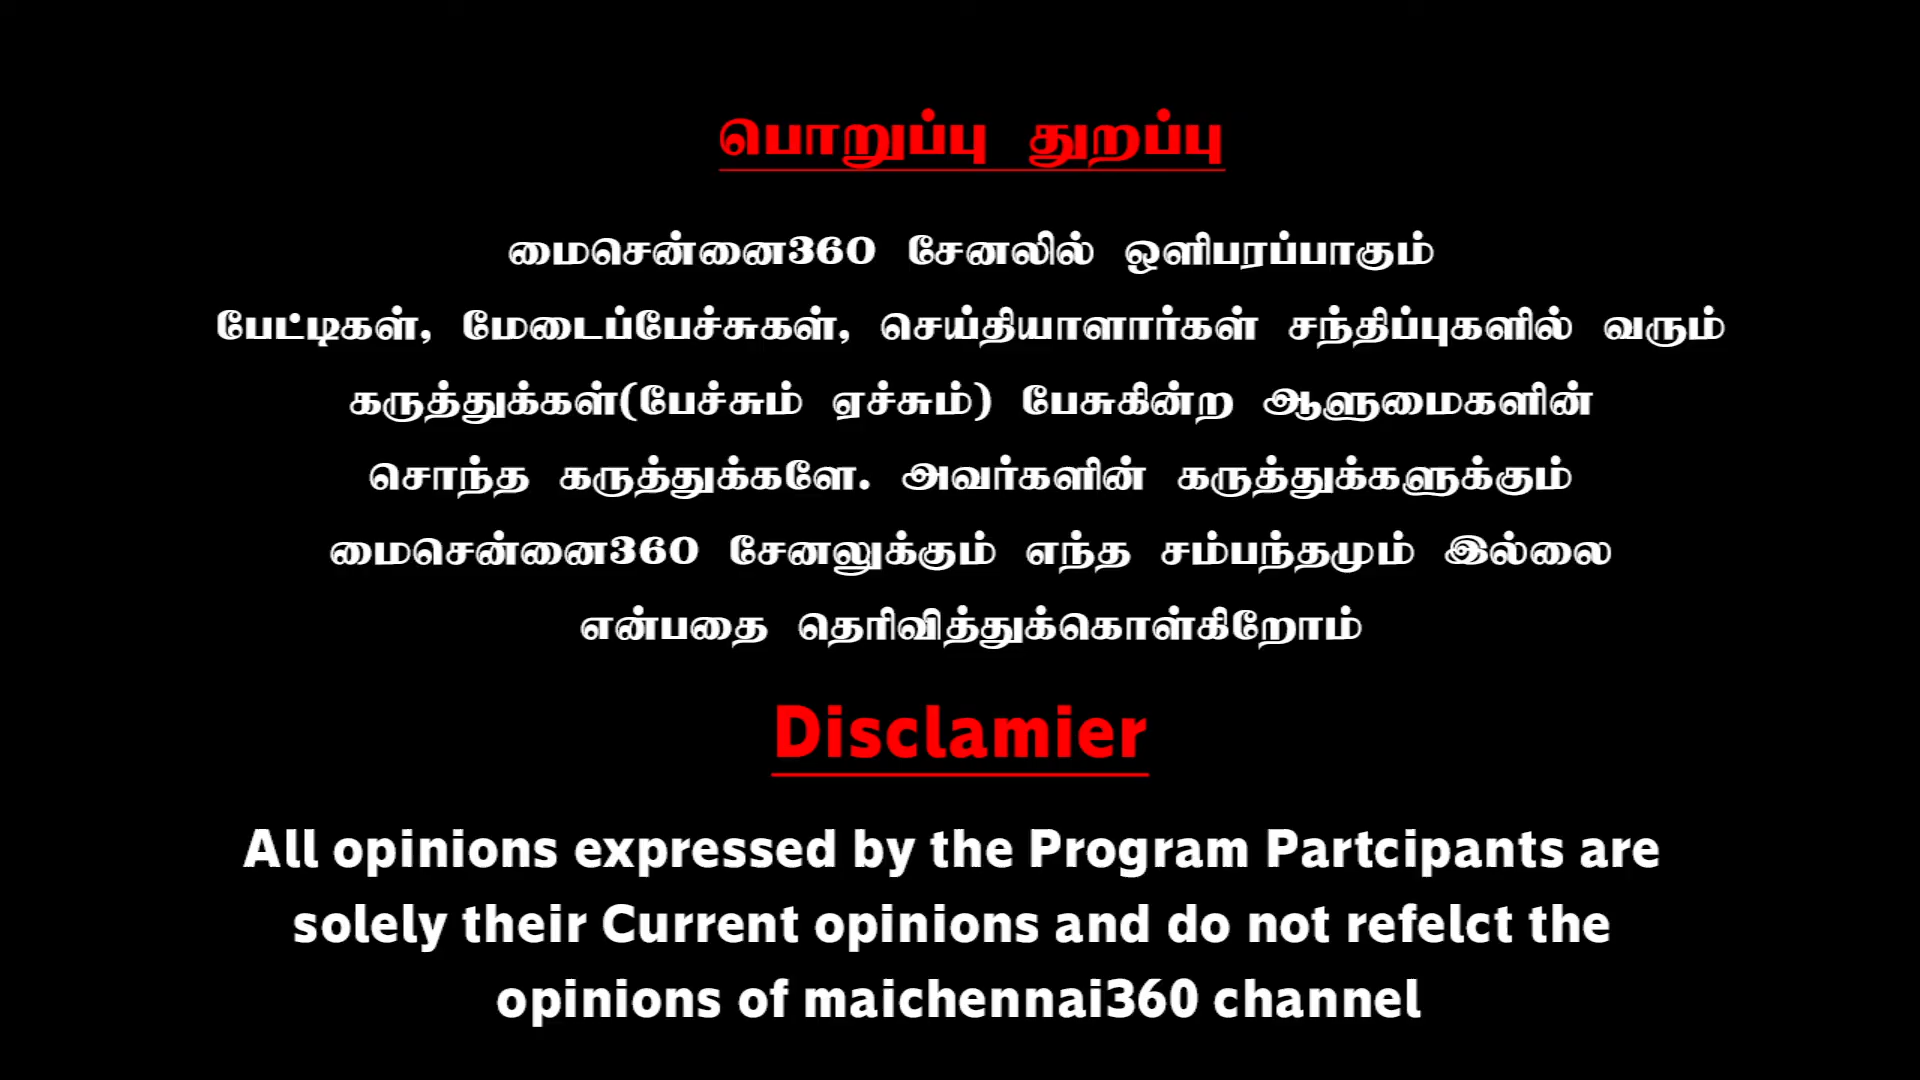 பொறுப்பு துறப்பு
மைசென்னை360 சேனலில் ஒளிபரப்பாகும்
பேட்டிகள், மேடைப்பேச்சுகள், செய்தியாளார்கள் சந்திப்புகளில் வரும்
கருத்துக்கள்(பேச்சும் ஏச்சும்) பேசுகின்ற ஆளுமைகளின்
சொந்த கருத்துக்களே. அவர்களின் கருத்துக்களுக்கும்
மைசென்னை360 சேனலுக்கும் எந்த சம்பந்தமும் இல்லை
என்பதை தெரிவித்துக்கொள்கிறோம்
Disclamier
All opinions expressed by the Program Partcipants are
solely their Current opinions and do not refelct the
opinions of maichennai360 channel